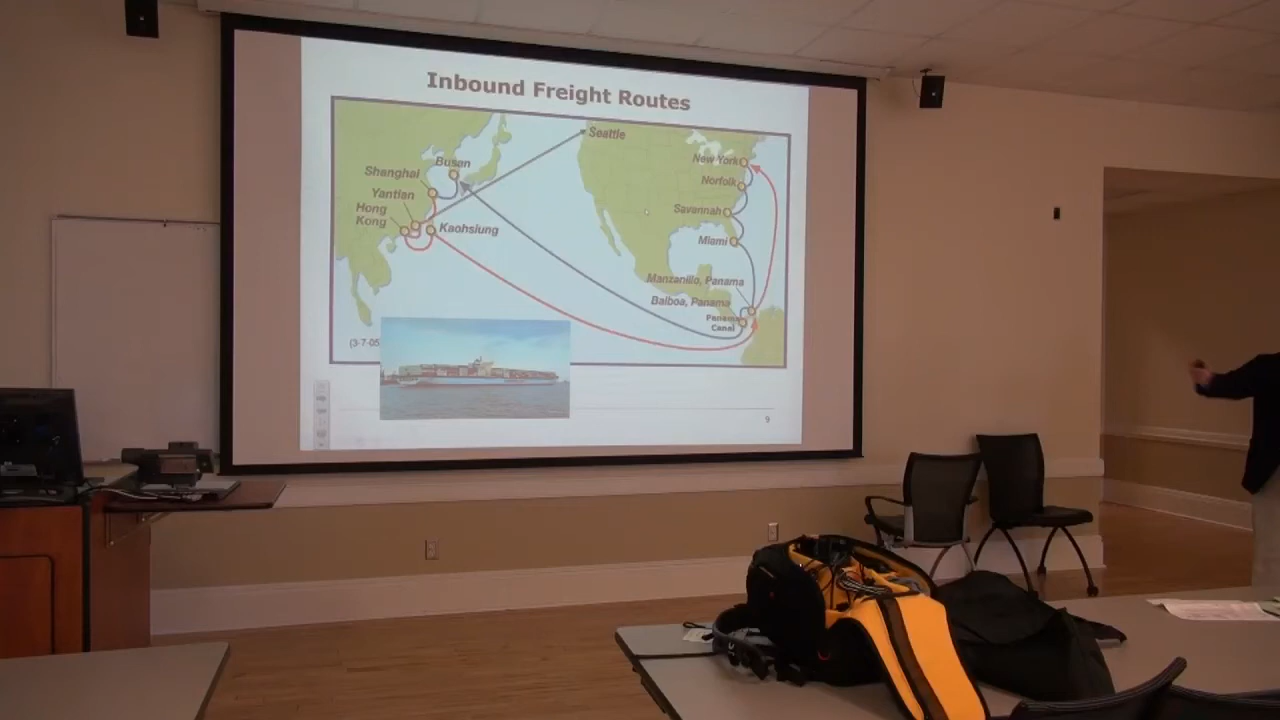 Inbound Freight Routes
Seattle
New York
Busan
Shanghai
Norfolk
Yantian
Hong
Kong
Savannah
Kaohsiung
Miami
Manzanillo, Panama
Balboa, Panama
Panama
Canal
(3-7-05
9